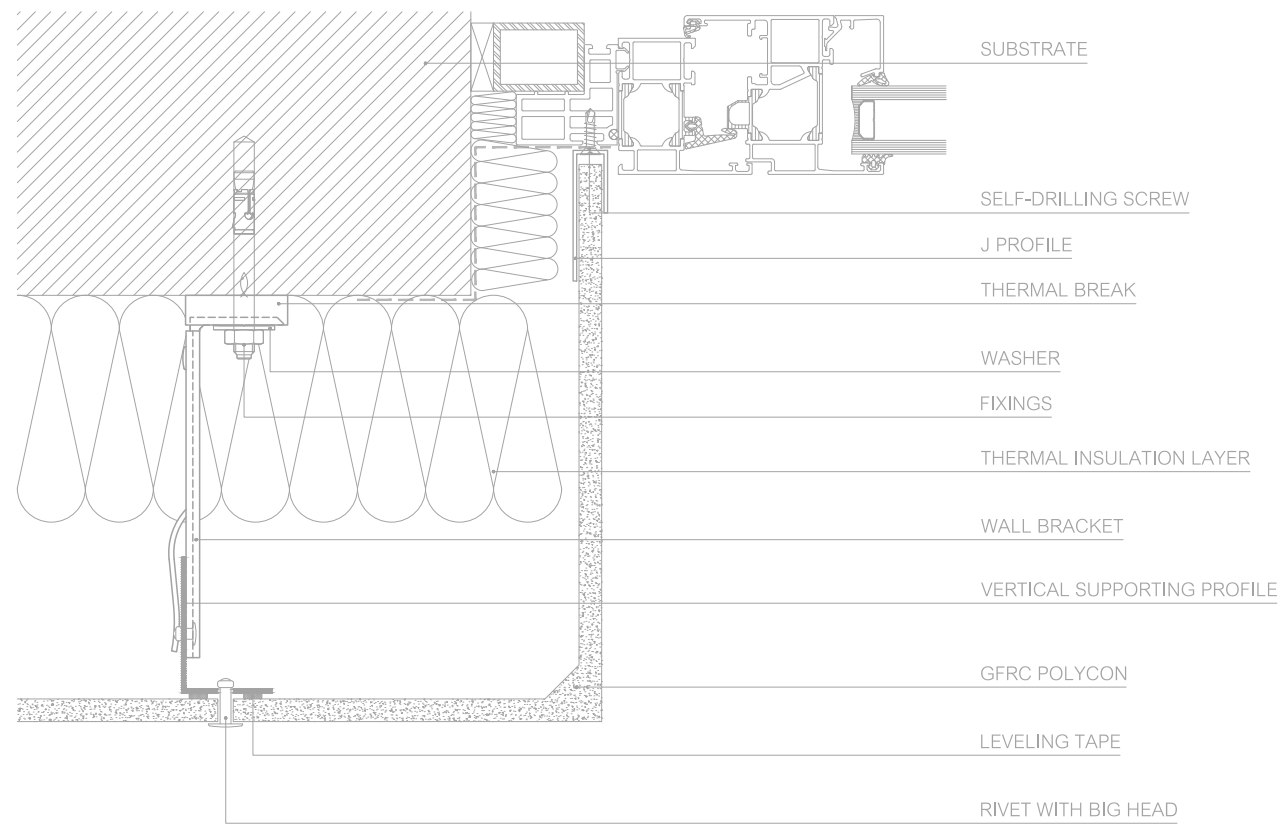 SUBSTRATE
SELF-DRILLING SCREW
J PROFILE
THERMAL BREAK
WASHER
FIXINGS
THERMAL INSULATION LAYER
WALL BRACKET
VERTICAL SUPPORTING PROFILE
GFRC POLYCON
LEVELING TAPE
RIVET WITH BIG HEAD